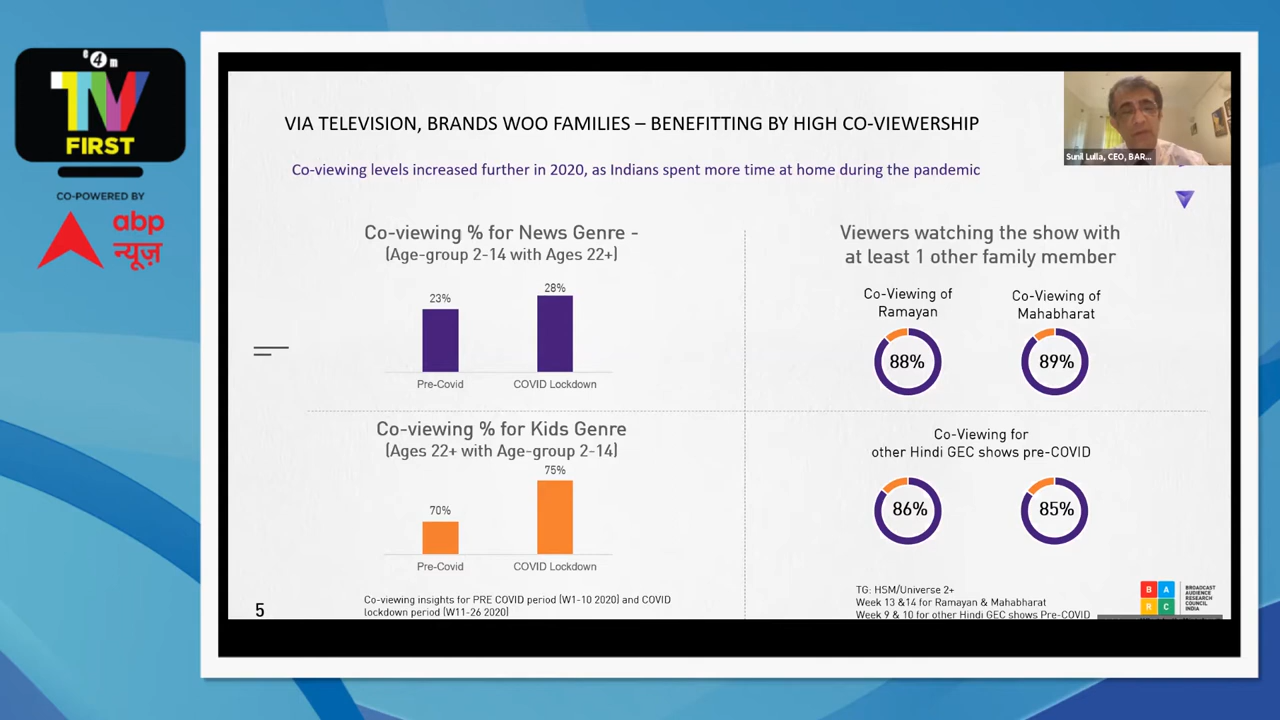 e4m
TV
FIRST
CO-POWERED BY
abp
न्यूज़
VIA TELEVISION, BRANDS WOO FAMILIES – BENEFITTING BY HIGH CO-VIEWERSHIP
Co-viewing levels increased further in 2020, as Indians spent more time at home during the pandemic
Sunil Lulla, CEO, BAR...
Co-viewing % for News Genre -
(Age-group 2-14 with Ages 22+)
23%
28%
Pre-Covid
COVID Lockdown
Co-viewing % for Kids Genre
(Ages 22+ with Age-group 2-14)
70%
75%
Pre-Covid
COVID Lockdown
Co-viewing insights for PRE COVID period (W1-10 2020) and COVID
lockdown period (W11-26 2020)
5
Viewers watching the show with
at least 1 other family member
Co-Viewing of
Ramayan
88%
Co-Viewing of
Mahabharat
89%
Co-Viewing for
other Hindi GEC shows pre-COVID
86%
85%
TG: HSM/Universe 2+
Week 13 &14 for Ramayan & Mahabharat
Week 9 & 10 for other Hindi GEC shows Pre-COVID
B A
R C
BROADCAST
AUDIENCE
RESEARCH
COUNCIL
INDIA